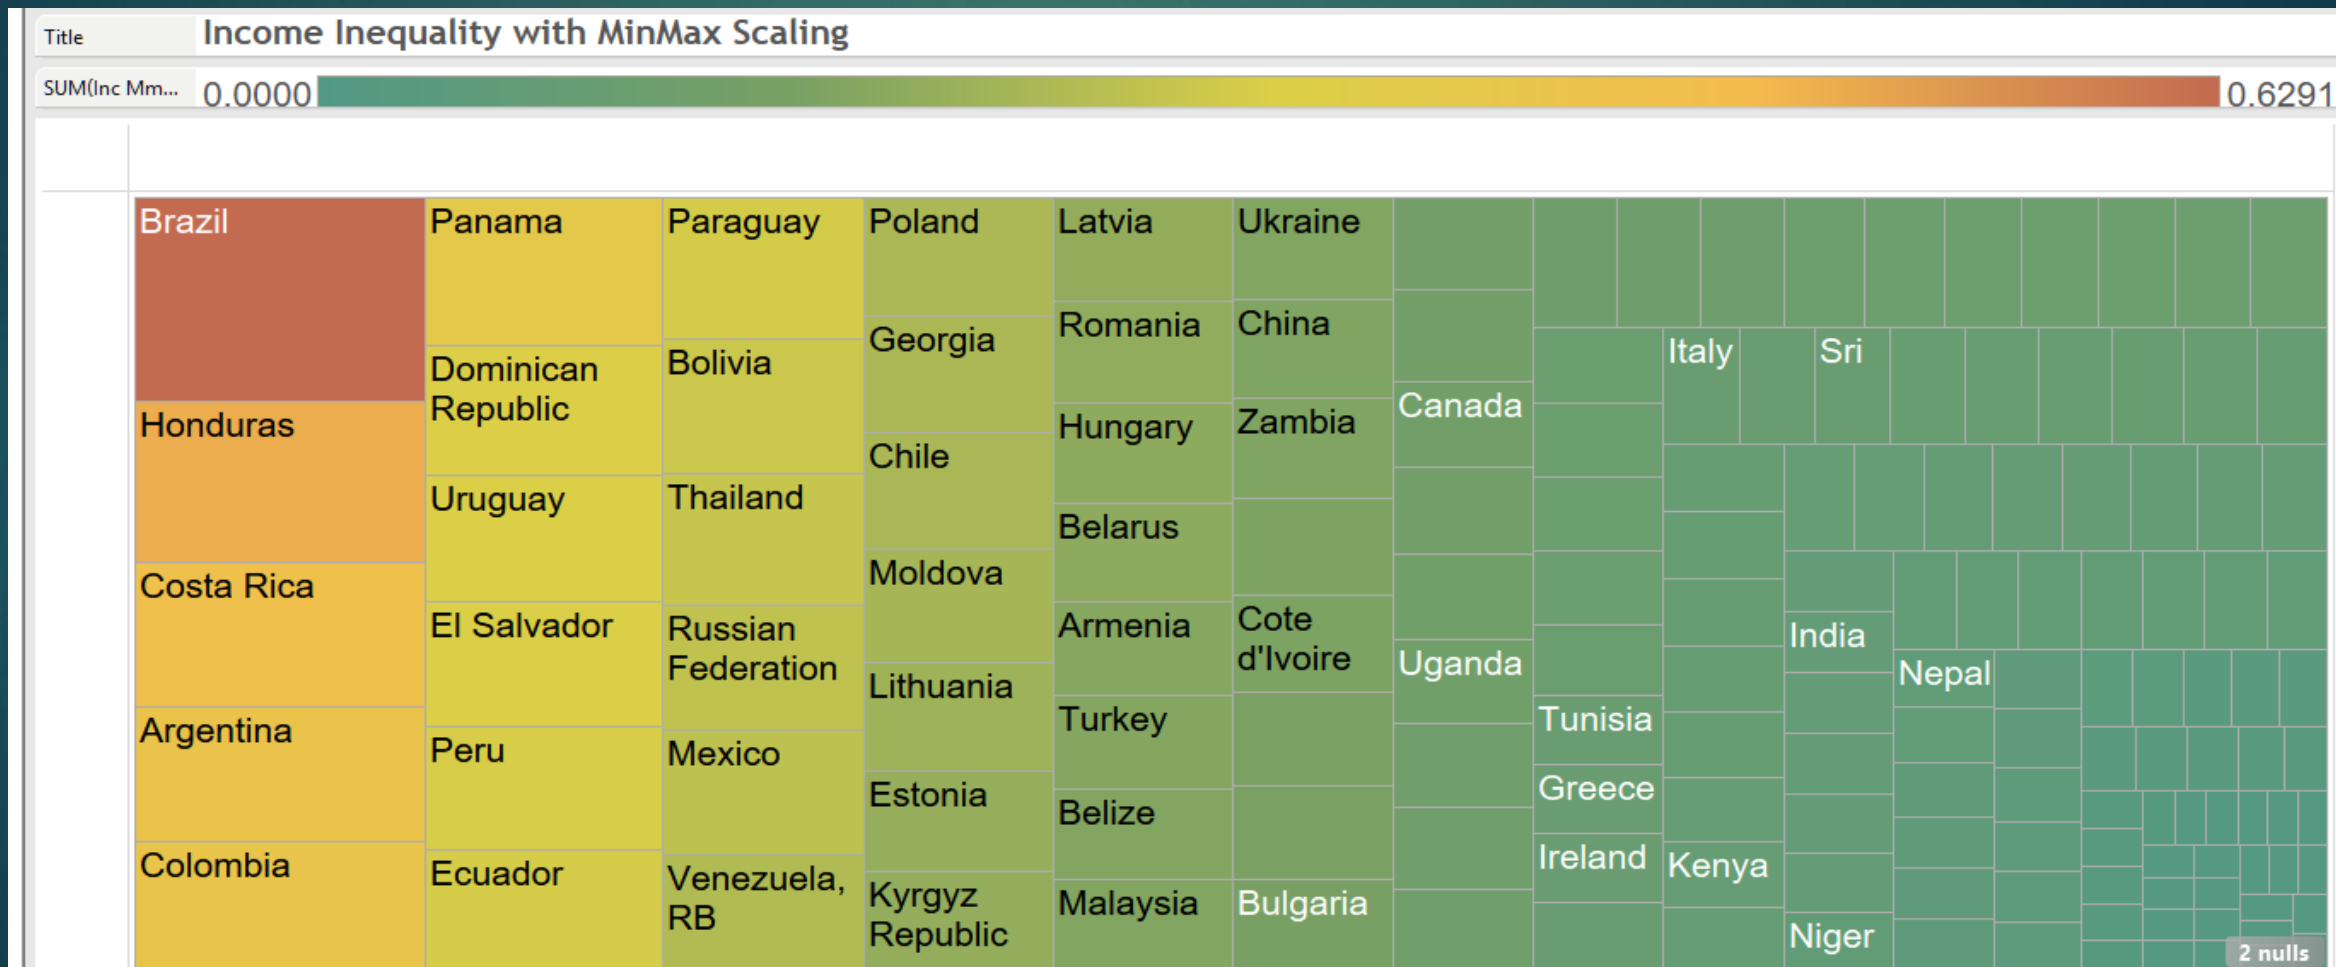 Title
Income Inequality with MinMax Scaling
SUM(Inc Mm...
0.0000
0.6291
Brazil
Honduras
Costa Rica
Argentina
Colombia
Panama
Dominican
Republic
Uruguay
El Salvador
Peru
Ecuador
Paraguay
Bolivia
Thailand
Russian
Federation
Mexico
Venezuela,
RB
Poland
Georgia
Chile
Moldova
Lithuania
Estonia
Kyrgyz
Republic
Latvia
Romania
Hungary
Belarus
Armenia
Turkey
Belize
Malaysia
Ukraine
China
Zambia
Cote
d'Ivoire
Bulgaria
Canada
Uganda
Tunisia
Greece
Ireland
Italy
Kenya
Sri
India
Niger
Nepal
2 nulls